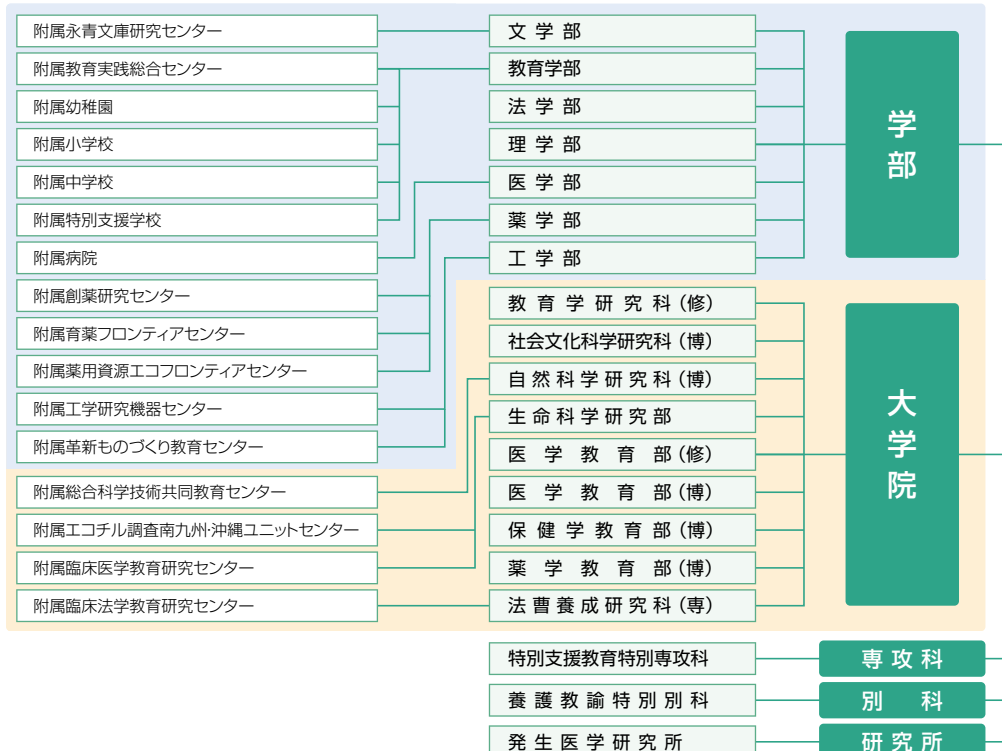 附属永青文庫研究センター
附属教育実践総合センター
附属幼稚園
附属小学校
附属中学校
附属特別支援学校
附属病院
附属創薬研究センター
附属育薬フロンティアセンター
附属薬用資源エコフロンティアセンター
附属工学研究機器センター
附属革新ものづくり教育センター
附属総合科学技術共同教育センター
附属エコチル調査南九州・沖縄ユニットセンター
附属臨床医学教育研究センター
附属臨床法学教育研究センター
文学部
教育学部
法学部
理学部
医学部
薬学部
工学部
教育学研究科(修)
社会文化科学研究科(博)
自然科学研究科(博)
生命科学研究部
医学教育部(修)
医学教育部(博)
保健学教育部(博)
薬学教育部(博)
法曹養成研究科(専)
特別支援教育特別専攻科
養護教諭特別別科
発生医学研究所
学部
大学院
専攻科
別科
研究所